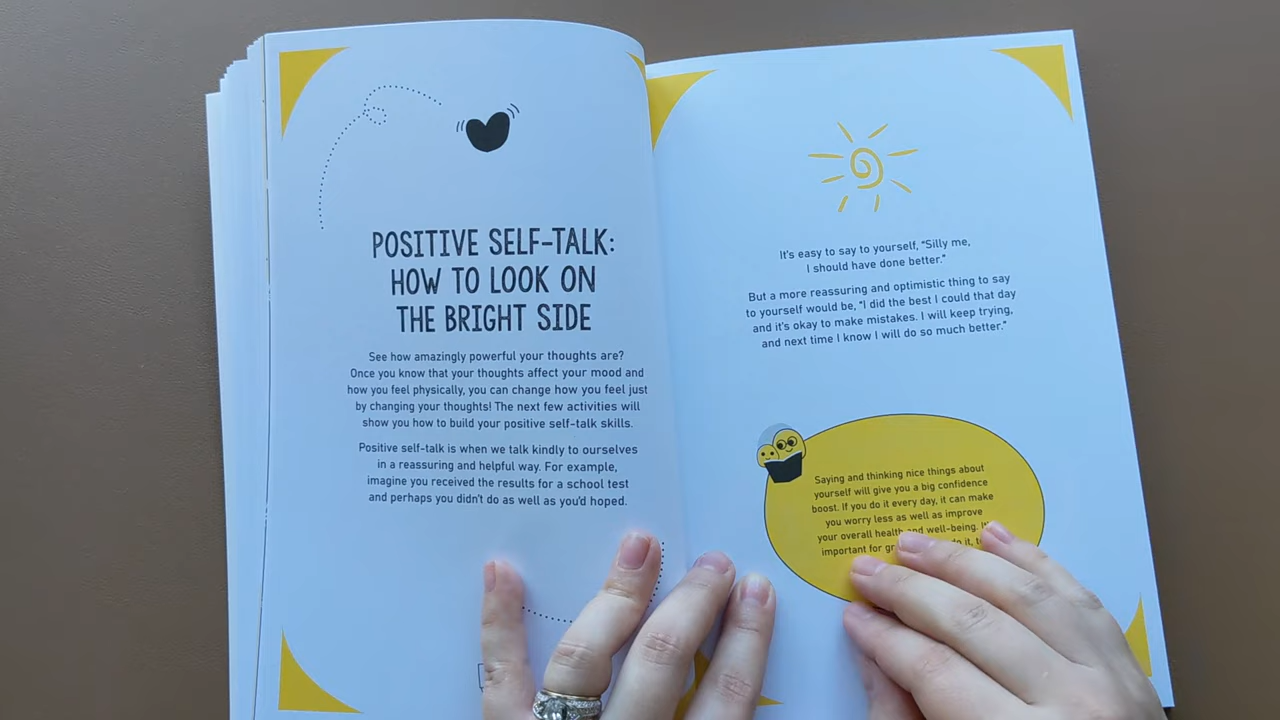 POSITIVE SELF-TALK:
HOW TO LOOK ON
THE BRIGHT SIDE
See how amazingly powerful your thoughts are?
Once you know that your thoughts affect your mood and
how you feel physically, you can change how you feel just
by changing your thoughts! The next few activities will
show you how to build your positive self-talk skills.
Positive self-talk is when we talk kindly to ourselves
in a reassuring and helpful way. For example,
imagine you received the results for a school test
and perhaps you didn't do as well as you'd hoped.
It's easy to say to yourself, "Silly me,
I should have done better."
But a more reassuring and optimistic thing to say
to yourself would be, "I did the best I could that day
and it's okay to make mistakes. I will keep trying,
and next time I know I will do so much better."
Saying and thinking nice things about
yourself will give you a big confidence
boost. If you do it every day, it can make
you worry less as well as improve
your overall health and well-being.
important for